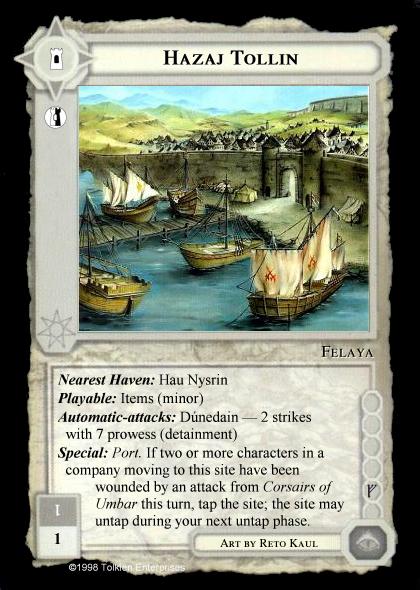 HAZAJ TOLLIN
FELAYA
Nearest Haven: Hau Nysrin
Playable: Items (minor)
Automatic-attacks: Dúnedain — 2 strikes
with 7 prowess (detainment)
Special: Port. If two or more characters in a
company moving to this site have been
wounded by an attack from Corsairs of
Umbar this turn, tap the site; the site may
untap during your next untap phase.
1
1
ART BY RETO KAUL
©1998 Tolkien Enterprises